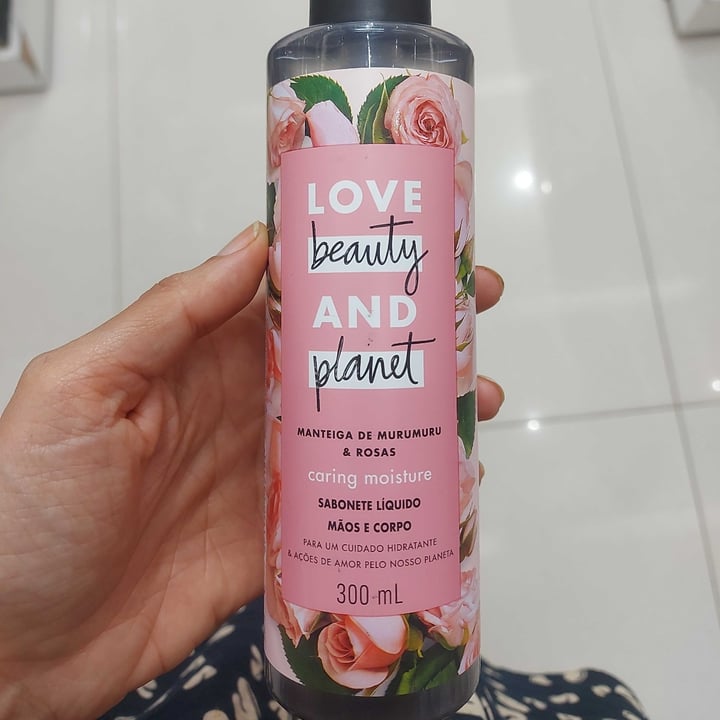 LOVE
beauty
AND
planet
MANTEIGA DE MURUMURU
& ROSAS
caring moisture
SABONETE LÍQUIDO
MÃOS E CORPO
PARA UM CUIDADO HIDRATANTE
& AÇÕES DE AMOR PELO NOSSO PLANETA
300 mL